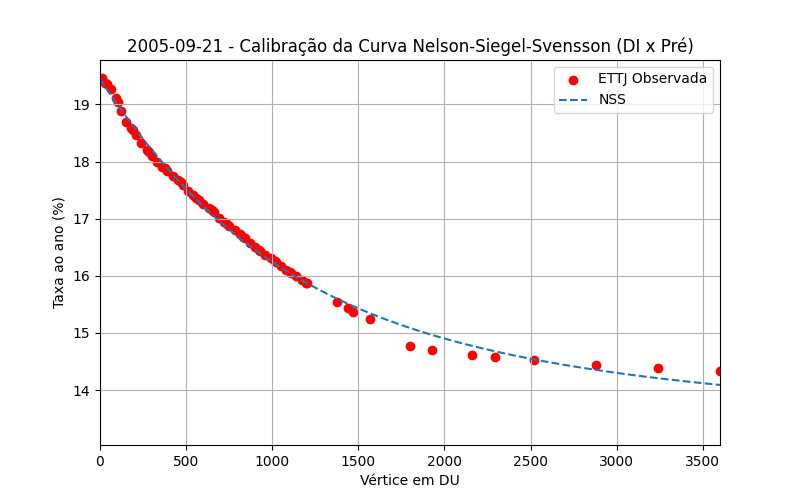 2005-09-21 - Calibração da Curva Nelson-Siegel-Svensson (DI x Pré)
ETTJ Observada
NSS
Taxa ao ano (%)
19
18
17
16
15
14
0 500 1000 1500 2000 2500 3000 3500
Vértice em DU